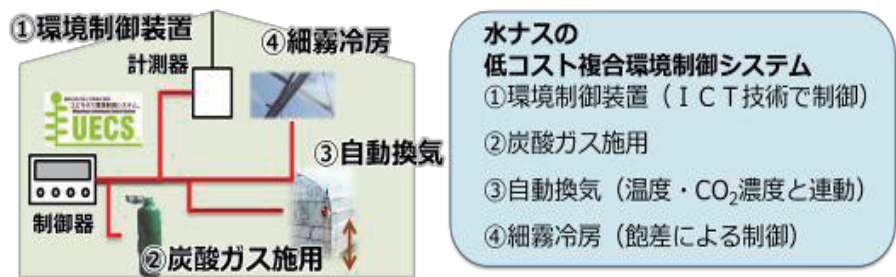 ①環境制御装置
計測器
④細霧冷房
UECS
③自動換気
制御器
②炭酸ガス施用
水ナスの
低コスト複合環境制御システム
①環境制御装置（ＩＣＴ技術で制御）
②炭酸ガス施用
③自動換気（温度・CO₂濃度と連動）
④細霧冷房（飽差による制御）